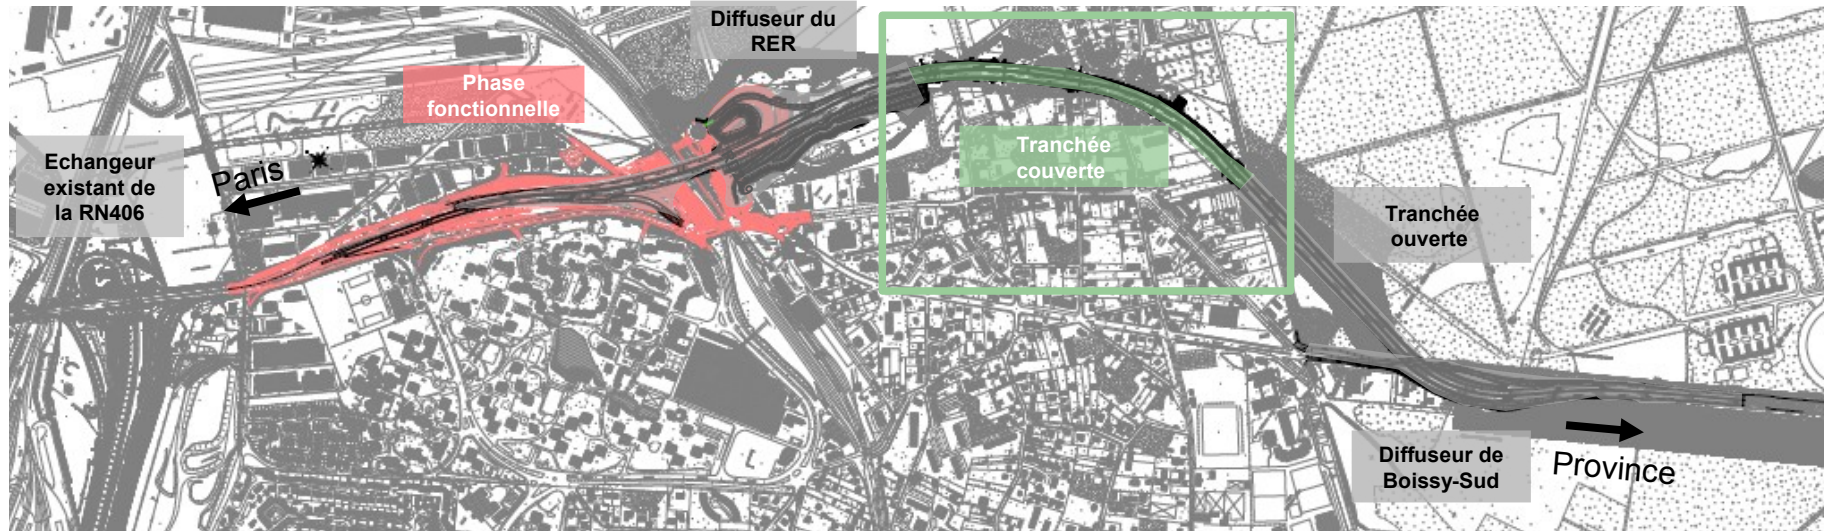 Diffuseur du
RER
Phase
fonctionnelle
Echangeur
existant de
la RN406
Paris
Tranchée
couverte
Tranchée
ouverte
Diffuseur de
Boissy-Sud
Province